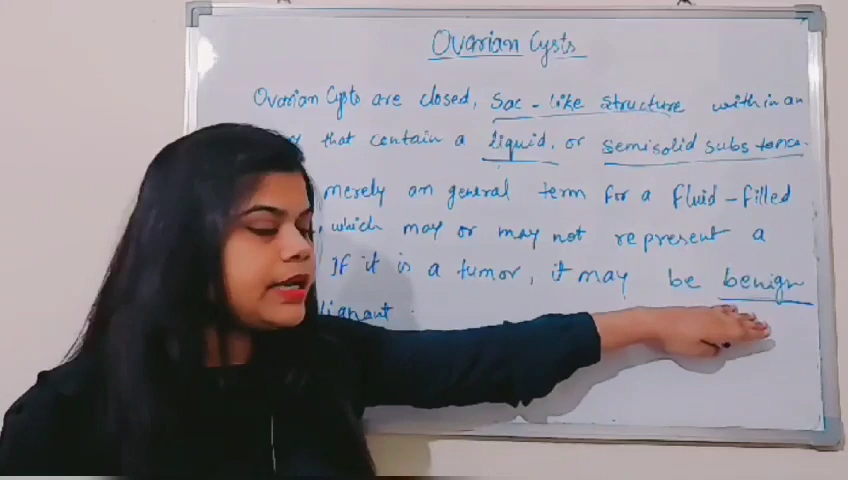 Ovarian Cysts
Ovarian Cysts are closed, sac-like structure within an
that contain a liquid, or semisolid substance.
merely an general term for a fluid-filled
, which may or may not represent a
If it is a tumor, it may be benign
lignant.